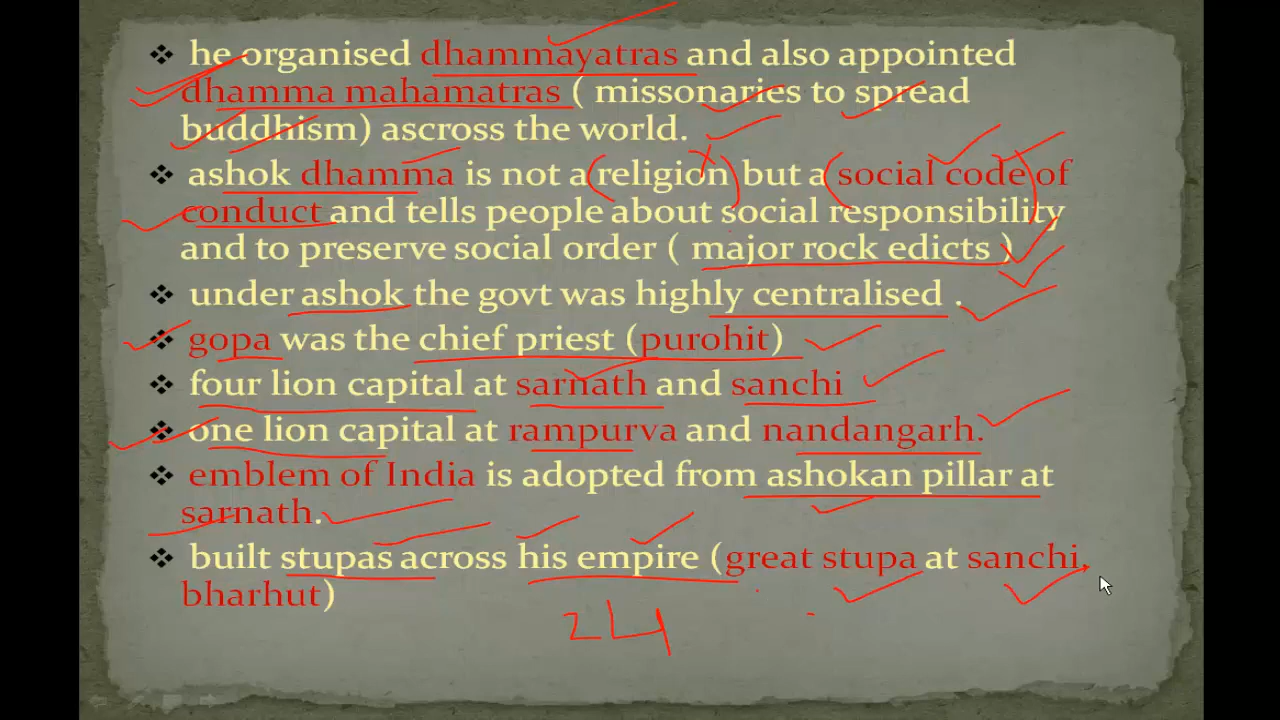 ❖ he organised dhammayatras and also appointed
dhamma mahamatras ( missonaries to spread
buddhism) ascross the world.
❖ ashok dhamma is not a religion but a social code of
conduct and tells people about social responsibility
and to preserve social order ( major rock edicts )
❖ under ashok the govt was highly centralised .
❖ gopa was the chief priest (purohit)
❖ four lion capital at sarnath and sanchi
❖ one lion capital at rampurva and nandangarh.
❖ emblem of India is adopted from ashokan pillar at
sarnath.
❖ built stupas across his empire (great stupa at sanchi,
bharhut)
24